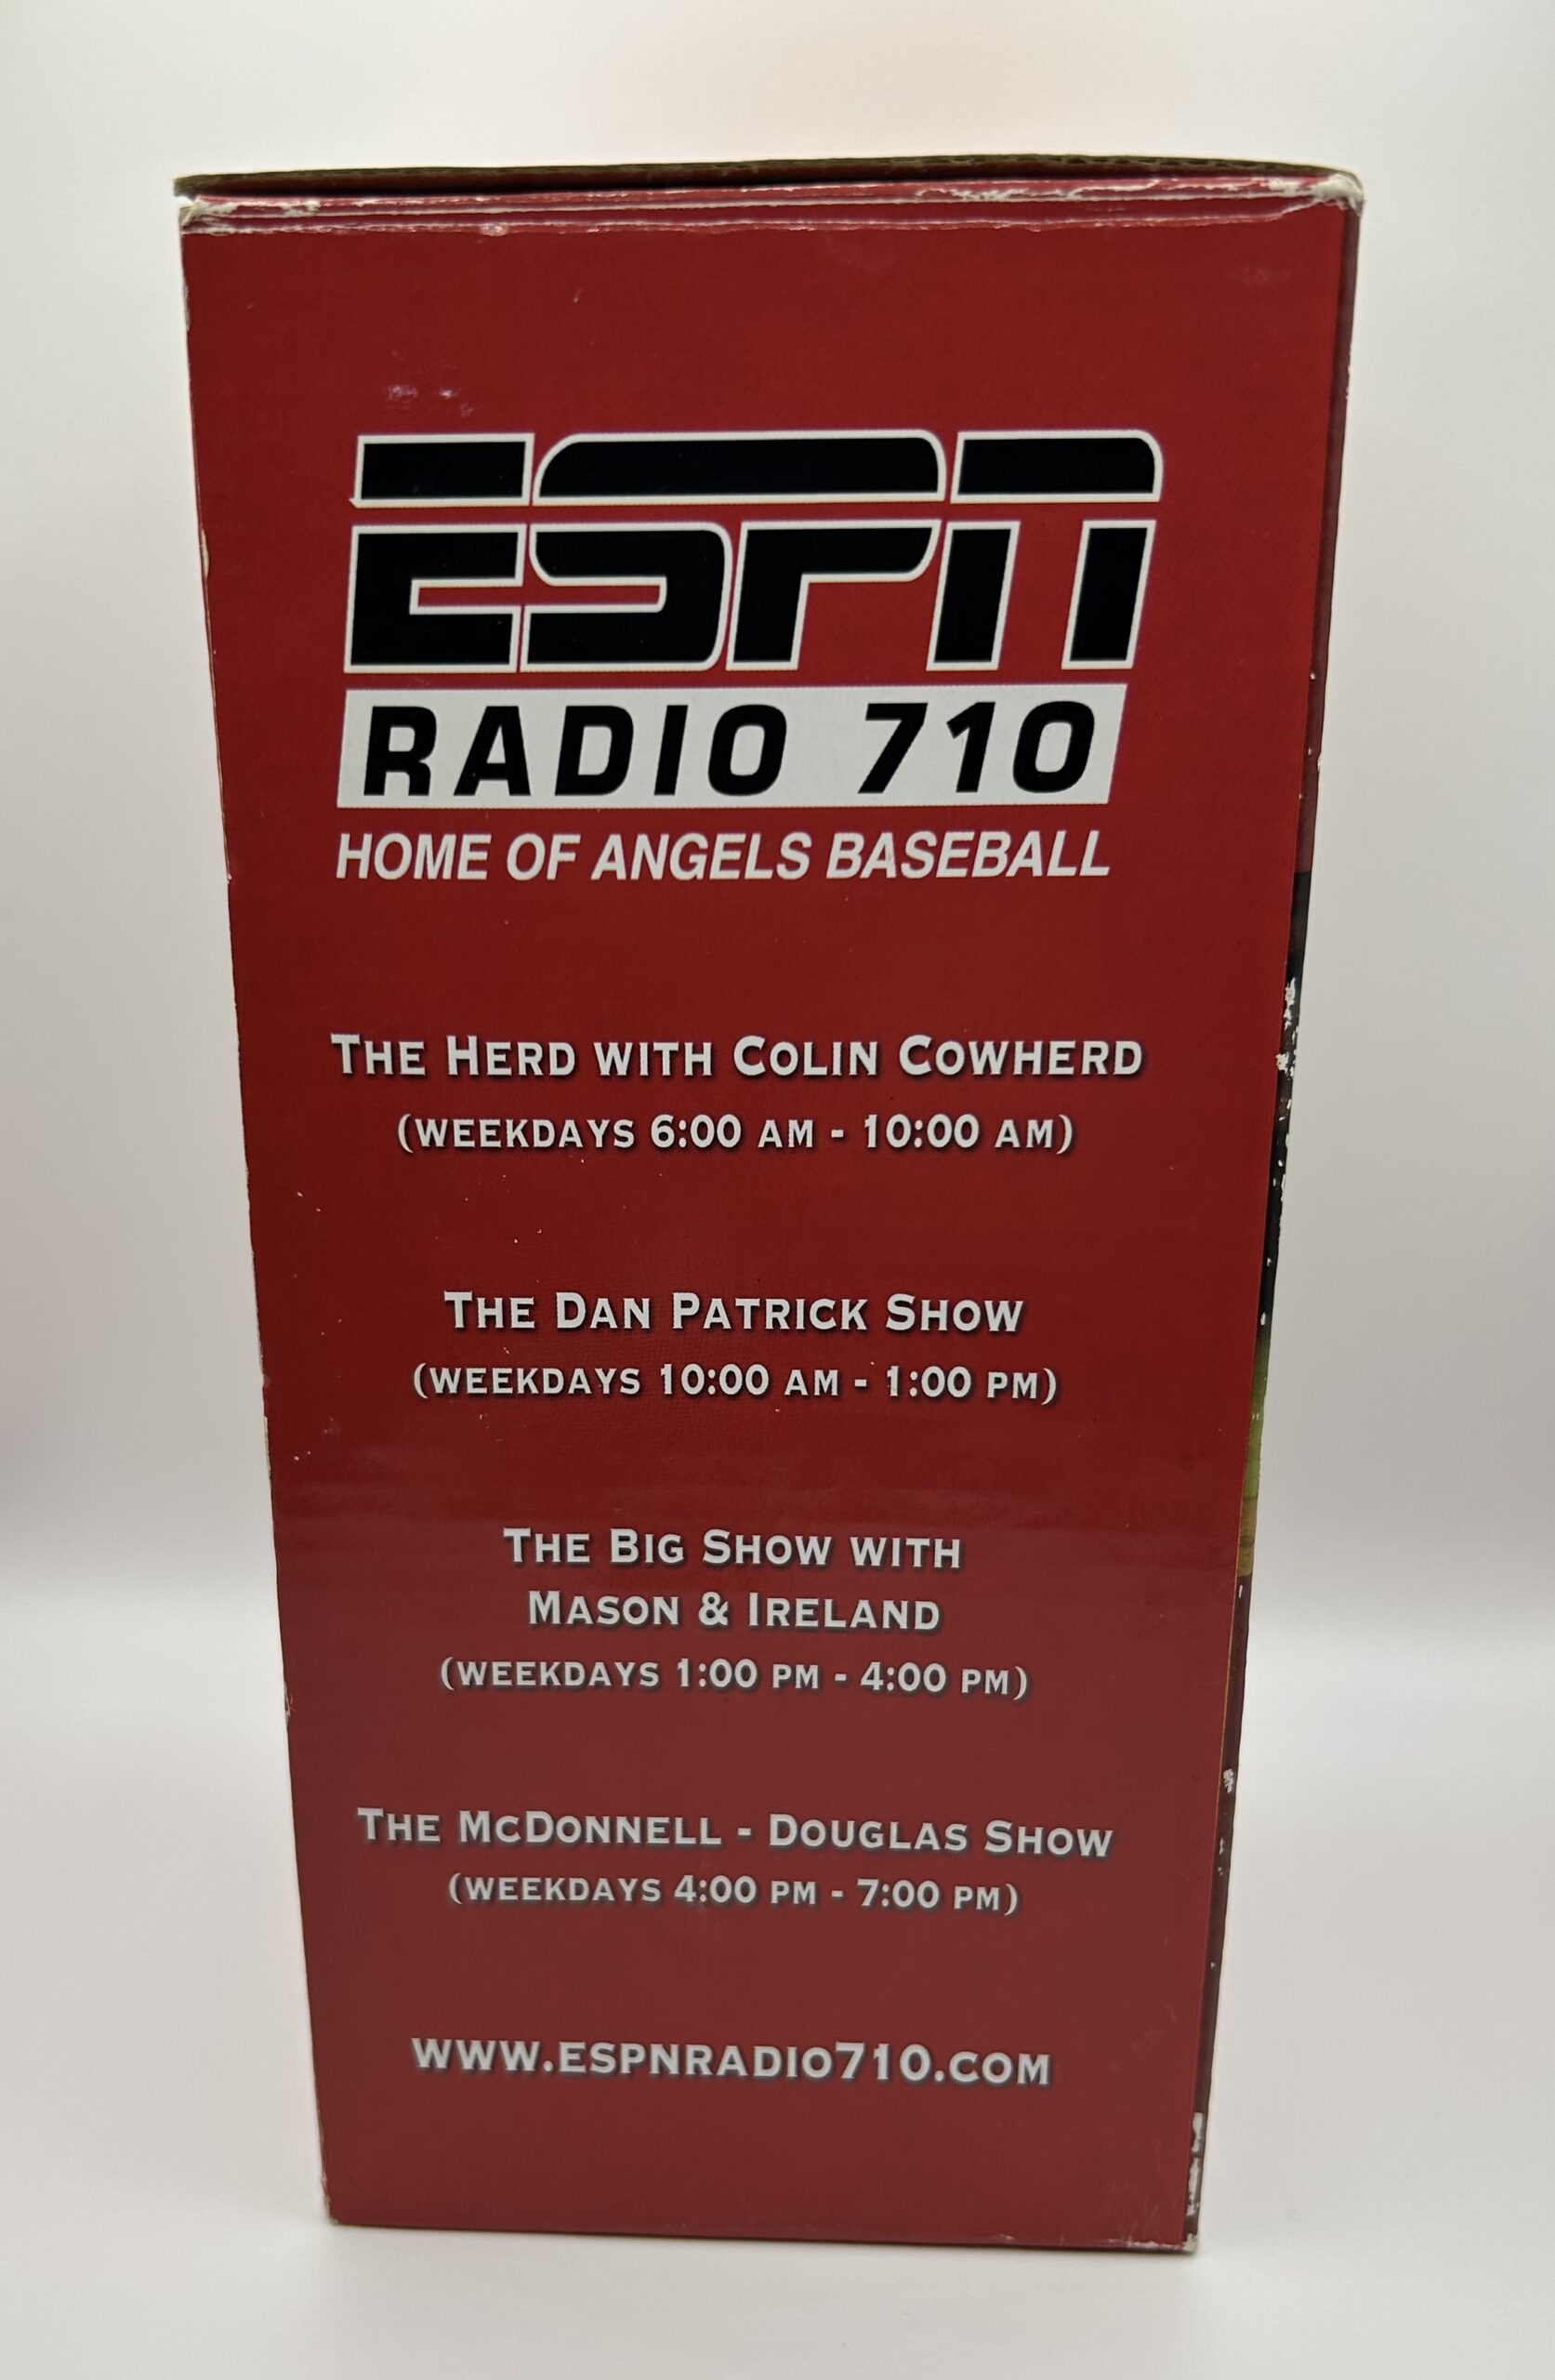 ESPN
RADIO 710
HOME OF ANGELS BASEBALL
THE HERD WITH COLIN COWHERD
(WEEKDAYS 6:00 AM - 10:00 AM)
THE DAN PATRICK SHOW
(WEEKDAYS 10:00 AM - 1:00 PM)
THE BIG SHOW WITH
MASON & IRELAND
(WEEKDAYS 1:00 PM - 4:00 PM)
THE MCDONNELL - DOUGLAS SHOW
(WEEKDAYS 4:00 PM - 7:00 PM)
WWW.ESPNRADIO710.COM